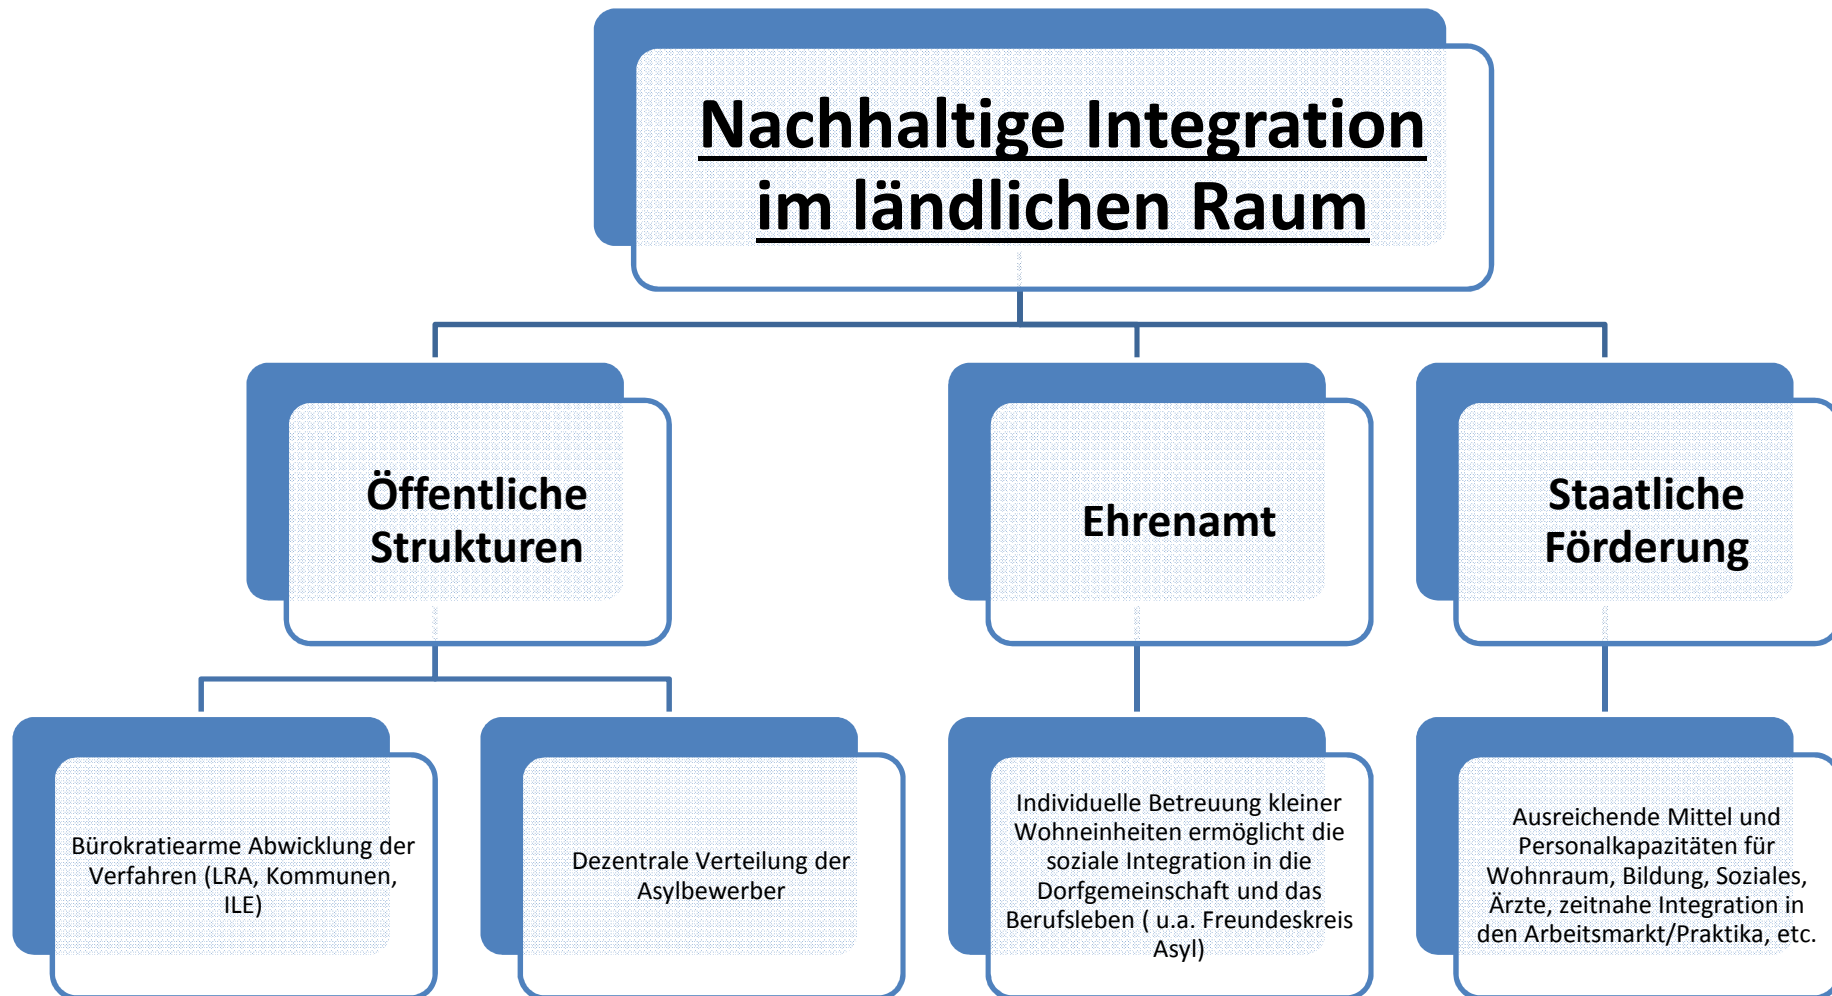 Nachhaltige Integration
im ländlichen Raum
Öffentliche
Strukturen
Ehrenamt
Staatliche
Förderung
Bürokratiearme Abwicklung der
Verfahren (LRA, Kommunen,
ILE)
Dezentrale Verteilung der
Asylbewerber
Individuelle Betreuung kleiner
Wohneinheiten ermöglicht die
soziale Integration in die
Dorfgemeinschaft und das
Berufsleben ( u.a. Freundeskreis
Asyl)
Ausreichende Mittel und
Personalkapazitäten für
Wohnraum, Bildung, Soziales,
Ärzte, zeitnahe Integration in
den Arbeitsmarkt/Praktika, etc.